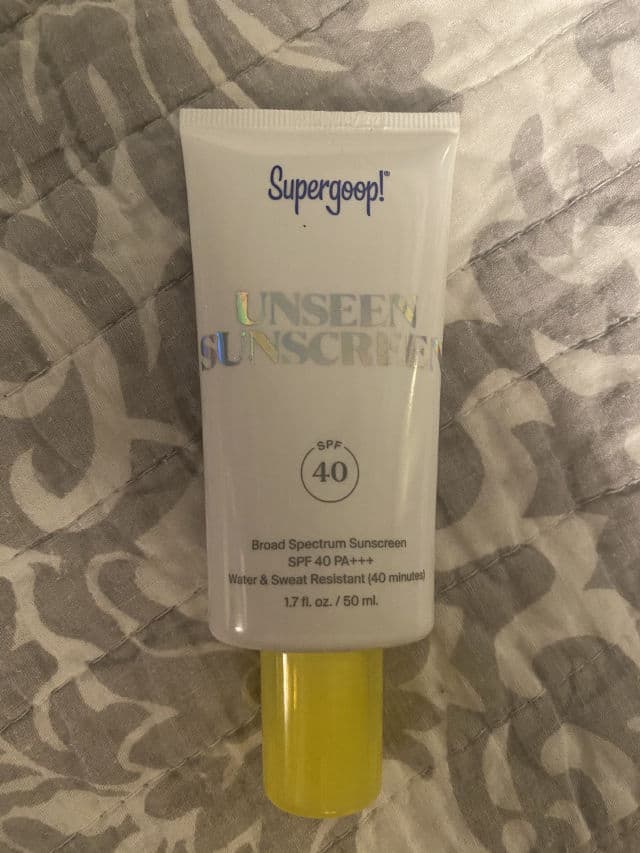 Supergoop!®
UNSEEN
SUNSCREEN
SPF
40
Broad Spectrum Sunscreen
SPF 40 PA+++
Water & Sweat Resistant (40 minutes)
1.7 fl. oz. / 50 ml.